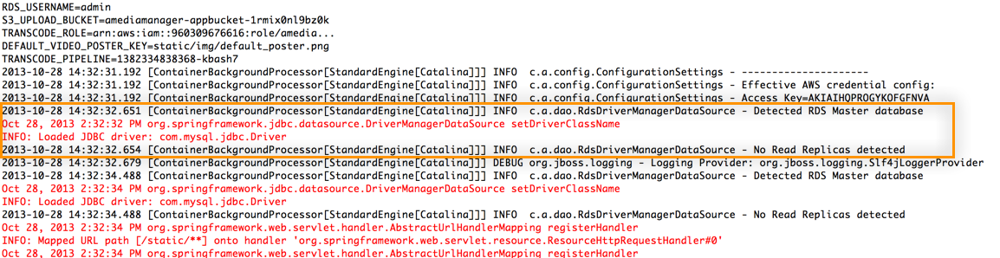 RDS_USERNAME=admin
S3_UPLOAD_BUCKET=amediamanager-appbucket-1rmix0nl9bz0k
TRANSCODE_ROLE=arn:aws:iam::960309676616:role/amedia...
DEFAULT_VIDEO_POSTER_KEY=static/img/default_poster.png
TRANSCODE_PIPELINE=1382334838368-kbash7
2013-10-28 14:32:31.192 [ContainerBackgroundProcessor[StandardEngine[Catalina]]] INFO  c.a.config.ConfigurationSettings - ---------------------
2013-10-28 14:32:31.192 [ContainerBackgroundProcessor[StandardEngine[Catalina]]] INFO  c.a.config.ConfigurationSettings - Effective AWS credential config:
2013-10-28 14:32:31.192 [ContainerBackgroundProcessor[StandardEngine[Catalina]]] INFO  c.a.config.ConfigurationSettings - Access Key=AKIAIHQPROGYKOFGFNVA
2013-10-28 14:32:32.651 [ContainerBackgroundProcessor[StandardEngine[Catalina]]] INFO  c.a.dao.RdsDriverManagerDataSource - Detected RDS Master database
Oct 28, 2013 2:32:32 PM org.springframework.jdbc.datasource.DriverManagerDataSource setDriverClassName
INFO: Loaded JDBC driver: com.mysql.jdbc.Driver
2013-10-28 14:32:32.654 [ContainerBackgroundProcessor[StandardEngine[Catalina]]] INFO  c.a.dao.RdsDriverManagerDataSource - No Read Replicas detected
2013-10-28 14:32:32.679 [ContainerBackgroundProcessor[StandardEngine[Catalina]]] DEBUG org.jboss.logging - Logging Provider: org.jboss.logging.Slf4jLoggerProvider
2013-10-28 14:32:34.488 [ContainerBackgroundProcessor[StandardEngine[Catalina]]] INFO  c.a.dao.RdsDriverManagerDataSource - Detected RDS Master database
Oct 28, 2013 2:32:34 PM org.springframework.jdbc.datasource.DriverManagerDataSource setDriverClassName
INFO: Loaded JDBC driver: com.mysql.jdbc.Driver
2013-10-28 14:32:34.488 [ContainerBackgroundProcessor[StandardEngine[Catalina]]] INFO  c.a.dao.RdsDriverManagerDataSource - No Read Replicas detected
Oct 28, 2013 2:32:34 PM org.springframework.web.servlet.handler.AbstractUrlHandlerMapping registerHandler
INFO: Mapped URL path [/static/**] onto handler 'org.springframework.web.servlet.resource.ResourceHttpRequestHandler#0'
Oct 28, 2013 2:32:34 PM org.springframework.web.servlet.handler.AbstractUrlHandlerMapping registerHandler